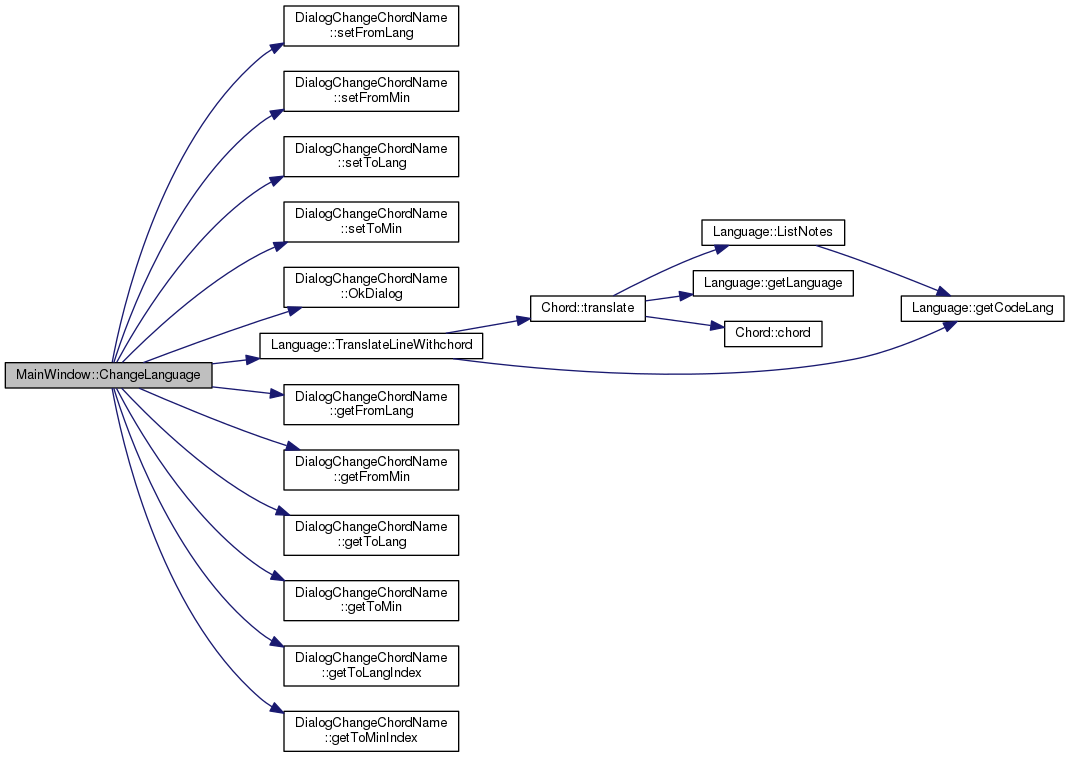 DialogChangeChordName
::setFromLang
DialogChangeChordName
::setFromMin
DialogChangeChordName
::setToLang
DialogChangeChordName
::setToMin
DialogChangeChordName
::OkDialog
Language::TranslateLineWithchord
MainWindow::ChangeLanguage
DialogChangeChordName
::getFromLang
DialogChangeChordName
::getFromMin
DialogChangeChordName
::getToLang
DialogChangeChordName
::getToMin
DialogChangeChordName
::getToLangIndex
DialogChangeChordName
::getToMinIndex
Chord::translate
Language::ListNotes
Language::getLanguage
Chord::chord
Language::getCodeLang